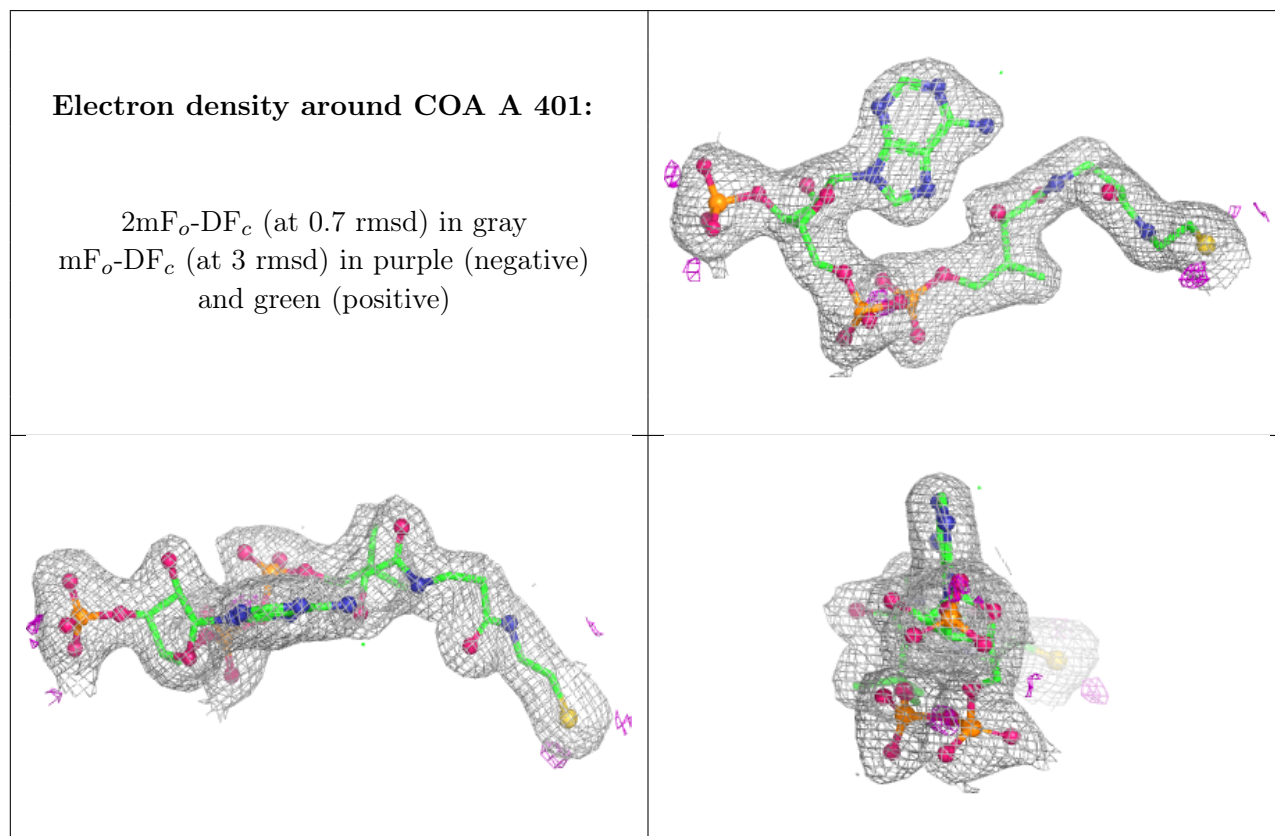 Electron density around COA A 401:
2mFₒ-DF𝑐 (at 0.7 rmsd) in gray
mFₒ-DF𝑐 (at 3 rmsd) in purple (negative)
and green (positive)